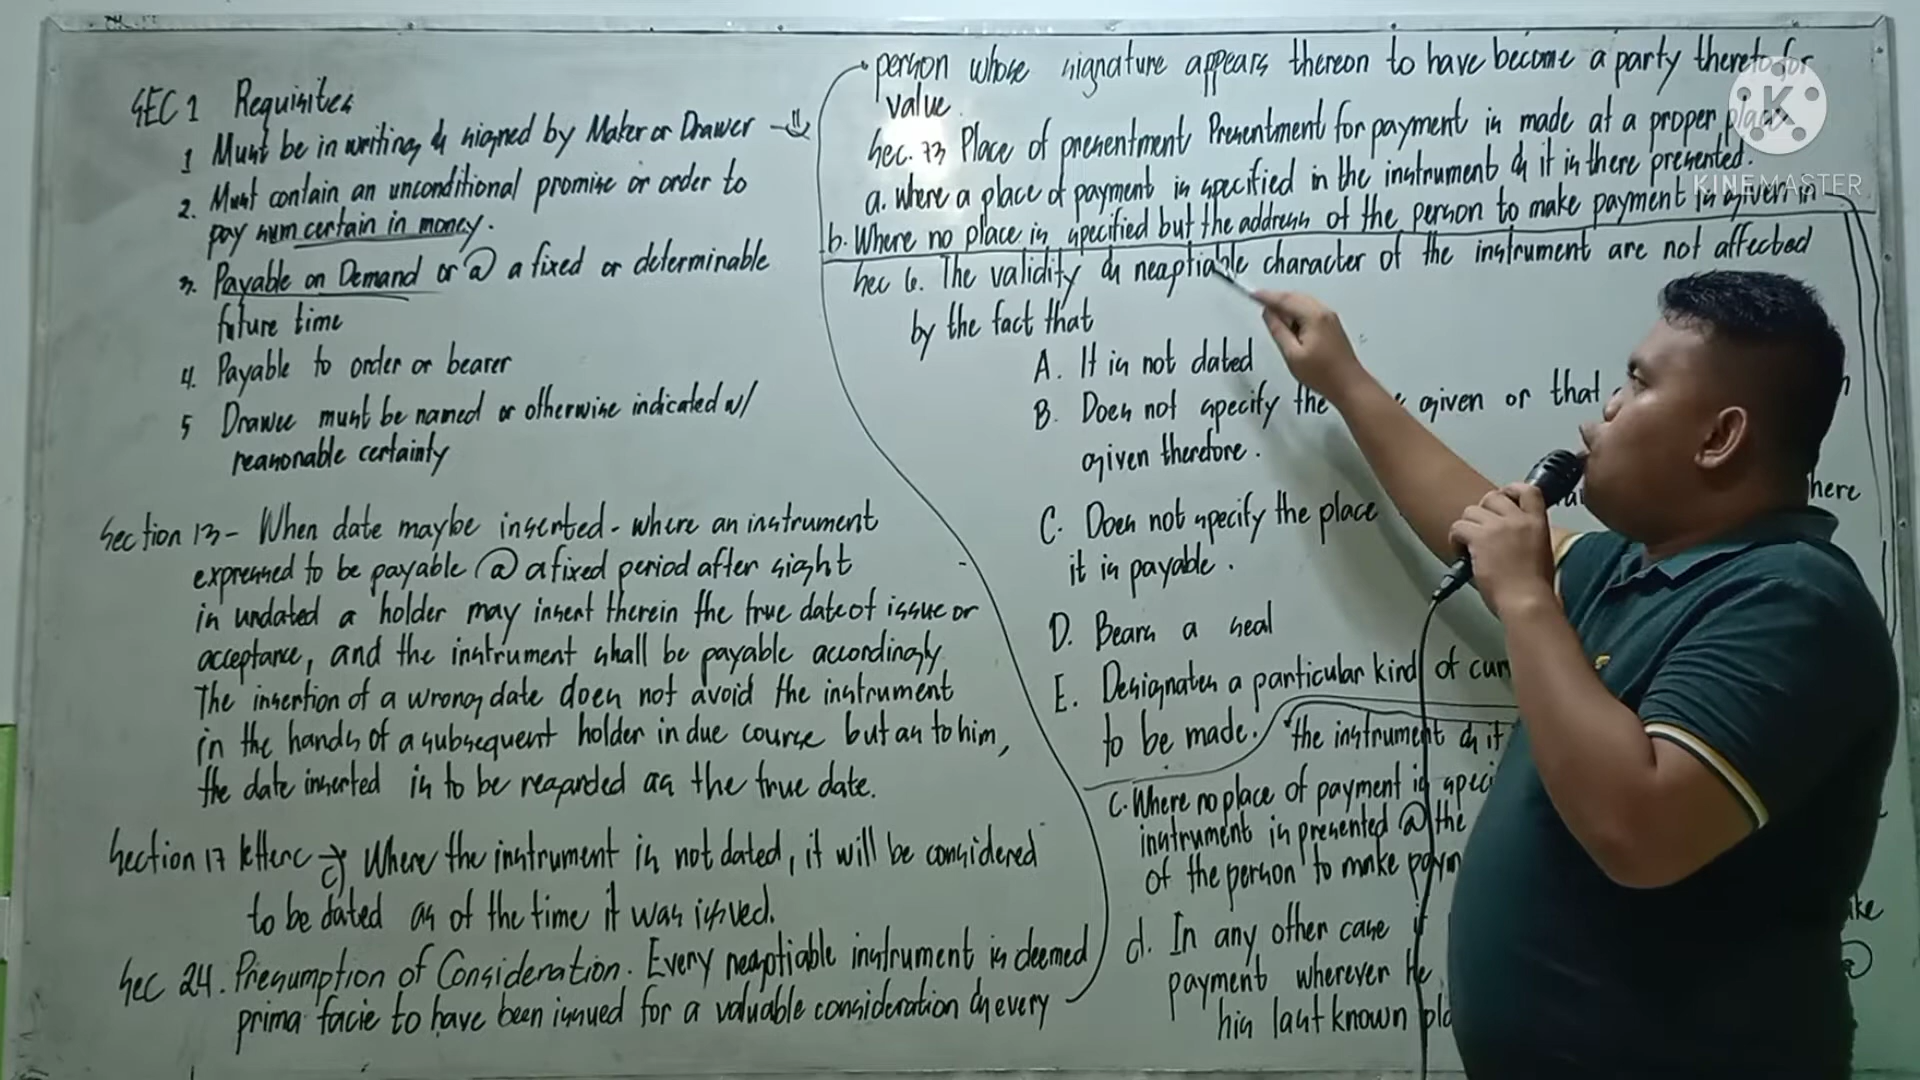 SEC 1 Requisites
1 Must be in writing & signed by Maker or Drawer
2. Must contain an unconditional promise or order to
pay sum certain in money.
3. Payable on Demand or @ a fixed or determinable
future time
4. Payable to order or bearer
5 Drawee must be named or otherwise indicated w/
reasonable certainty
Section 13 - When date maybe inserted - where an instrument
expressed to be payable @ a fixed period after sight
is undated a holder may insert therein the true date of issue or
acceptance, and the instrument shall be payable accordingly
The insertion of a wrong date does not avoid the instrument
in the hands of a subsequent holder in due course but as to him,
the date inserted is to be regarded as the true date.
Section 17 letter c → Where the instrument is not dated, it will be considered
to be dated as of the time it was issued.
Sec 24. Presumption of Consideration. Every negotiable instrument is deemed
prima facie to have been issued for a valuable consideration & every
person whose signature appears thereon to have become a party thereto for
value.
Sec. 73 Place of presentment Presentment for payment is made at a proper place
a. where a place of payment is specified in the instrument & it is there presented.
b. Where no place is specified but the address of the person to make payment is given in
Sec 6. The validity & negotiable character of the instrument are not affected
by the fact that
A. It is not dated
B. Does not specify the given or that
given therefore.
C. Does not specify the place here
it is payable.
D. Bears a seal
E. Designates a particular kind of
to be made.
the instrument & it
C. Where no place of payment is
instrument is presented @ the
of the person to make
d. In any other case
payment wherever he @
his last known
KINEMASTER